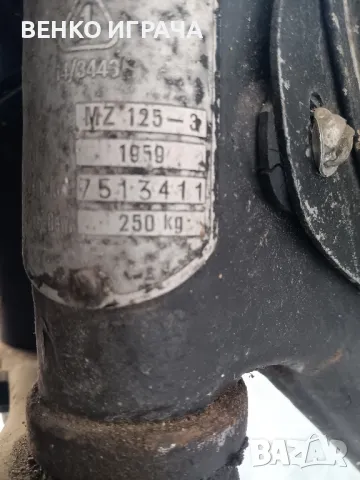 ВЕНКО ИГРАЧА
MZ 125-3
1959
7513411
250 kg
BAZAR